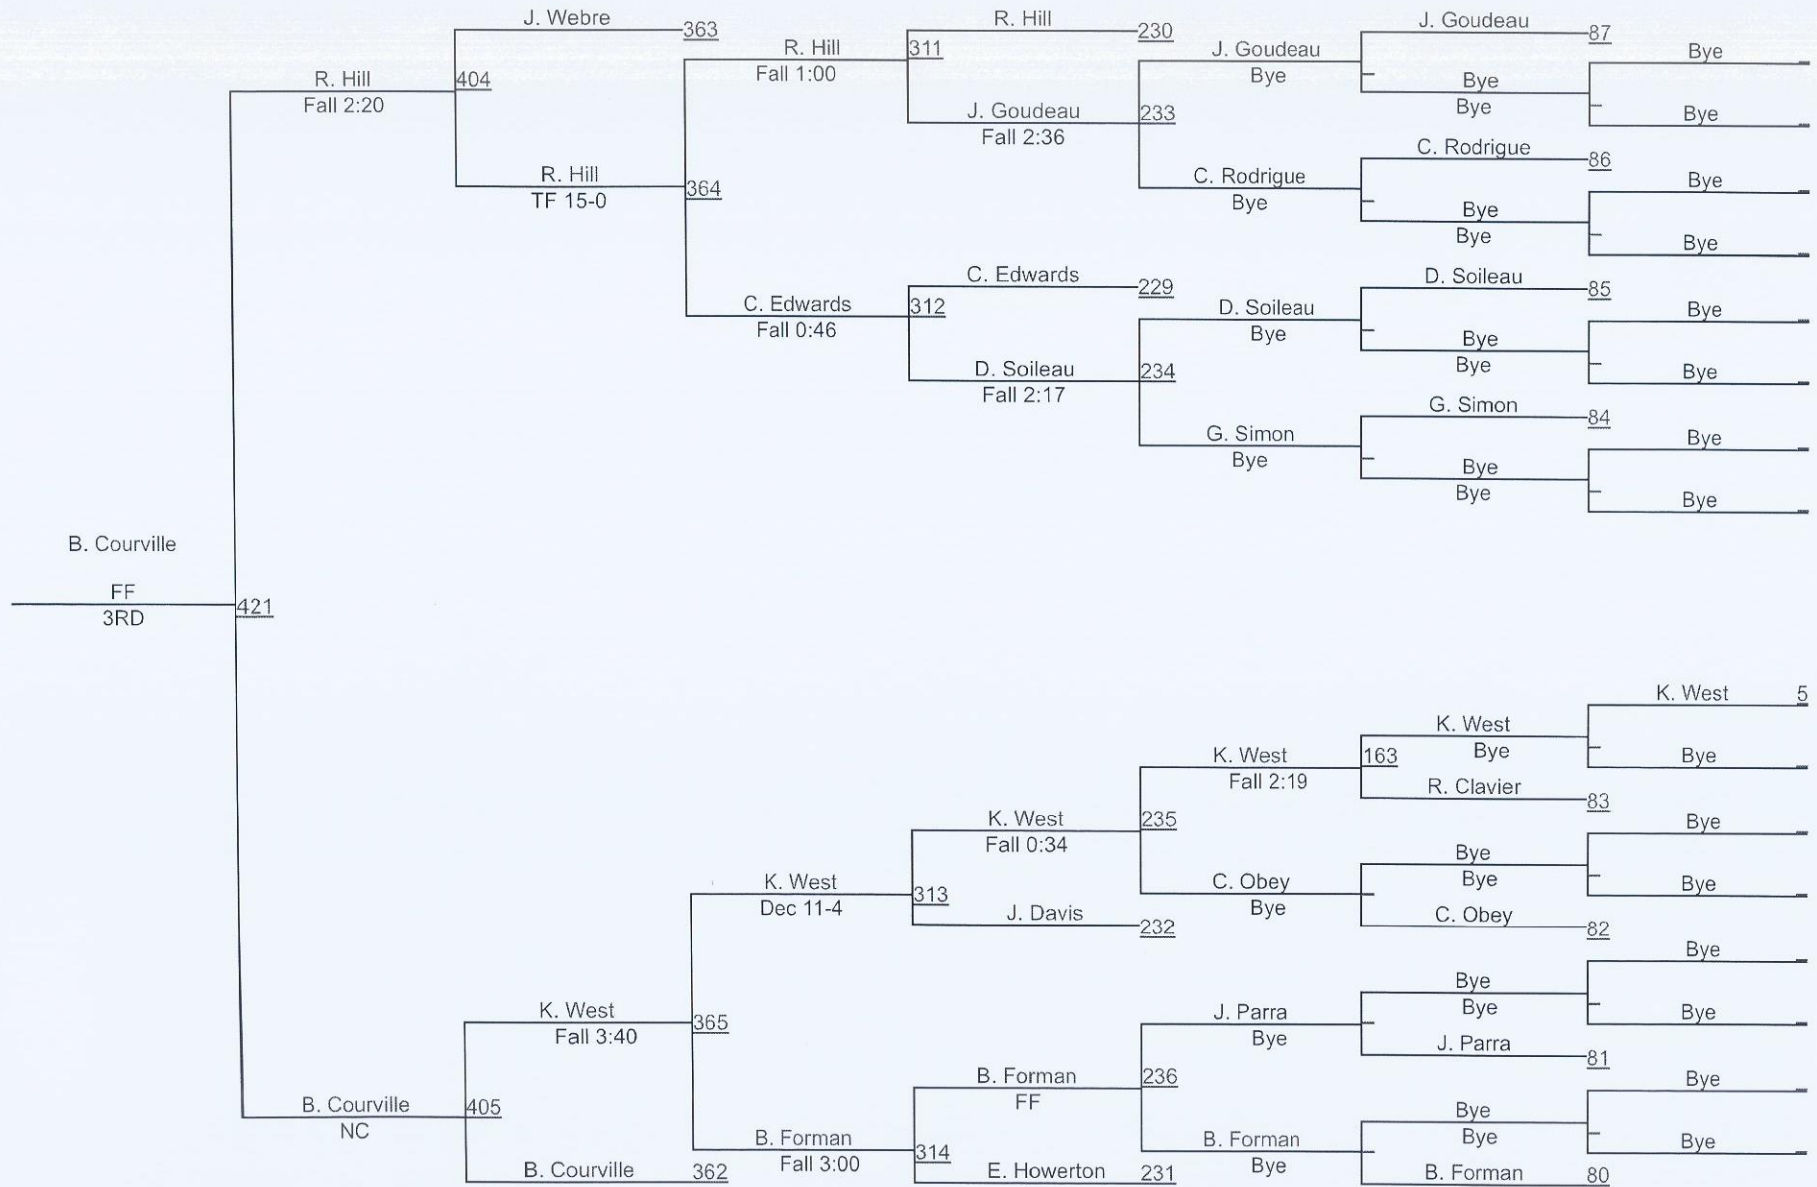 J. Webre
363
R. Hill
Fall 2:20
404
R. Hill
TF 15-0
364
R. Hill
Fall 1:00
311
R. Hill
230
J. Goudeau
Fall 2:36
233
J. Goudeau
Bye
J. Goudeau
87
Bye
Bye
Bye
Bye
C. Rodrigue
Bye
C. Rodrigue
86
Bye
Bye
Bye
Bye
C. Edwards
Fall 0:46
312
C. Edwards
229
D. Soileau
Fall 2:17
234
D. Soileau
Bye
D. Soileau
85
Bye
Bye
Bye
Bye
G. Simon
Bye
G. Simon
84
Bye
Bye
Bye
Bye
B. Courville
FF
3RD
421
K. West
5
K. West
Bye
Bye
K. West
Fall 2:19
163
R. Clavier
83
K. West
Fall 0:34
235
Bye
Bye
Bye
Bye
C. Obey
Bye
C. Obey
82
K. West
Dec 11-4
313
J. Davis
232
K. West
Fall 3:40
365
Bye
Bye
Bye
Bye
J. Parra
Bye
J. Parra
81
B. Forman
FF
236
Bye
Bye
Bye
Bye
B. Forman
Bye
B. Forman
80
B. Forman
Fall 3:00
314
E. Howerton
231
B. Courville
NC
405
B. Courville
362